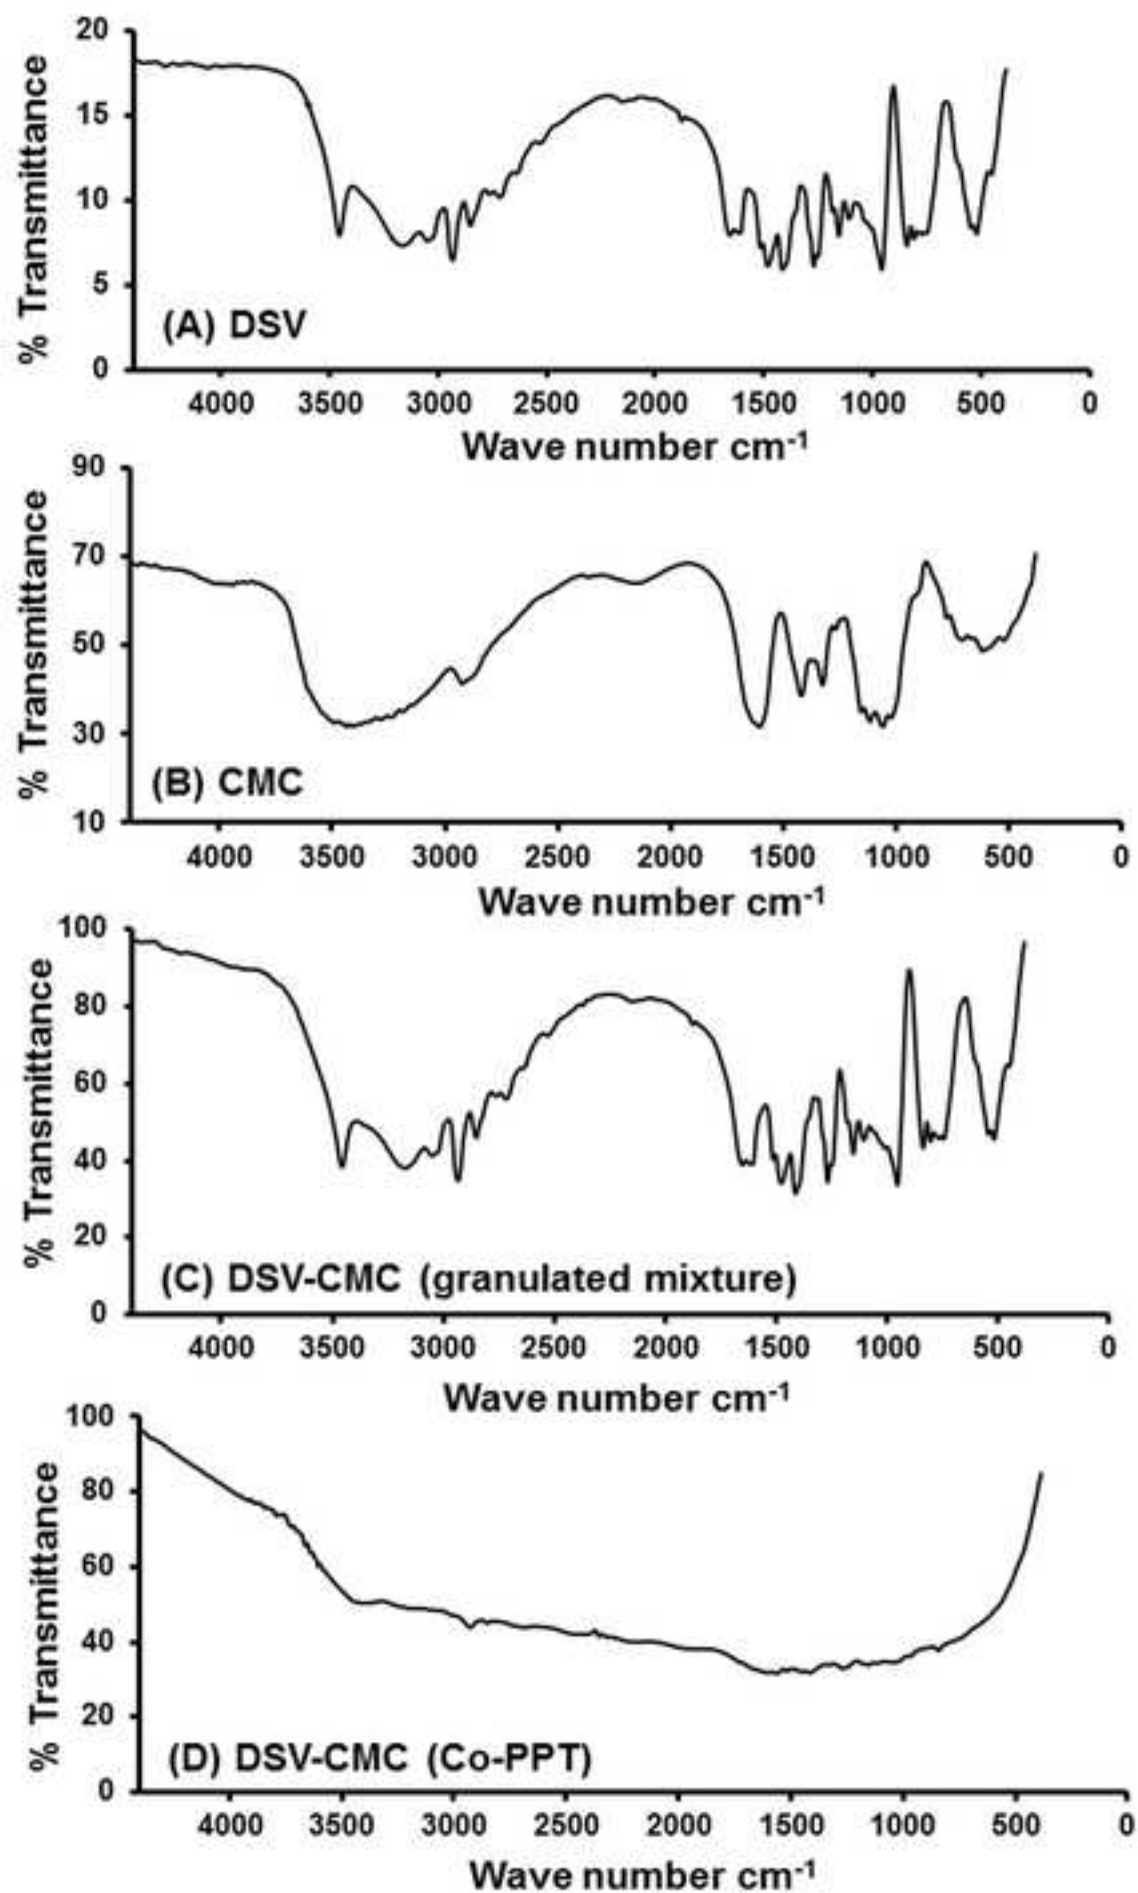 % Transmittance
20
15
10
5
0
(A) DSV
4000 3500 3000 2500 2000 1500 1000 500 0
Wave number cm-1
% Transmittance
90
70
50
30
10
(B) CMC
4000 3500 3000 2500 2000 1500 1000 500 0
Wave number cm-1
% Transmittance
100
80
60
40
20
0
(C) DSV-CMC (granulated mixture)
4000 3500 3000 2500 2000 1500 1000 500 0
Wave number cm-1
% Transmittance
100
80
60
40
20
0
(D) DSV-CMC (Co-PPT)
4000 3500 3000 2500 2000 1500 1000 500 0
Wave number cm-1